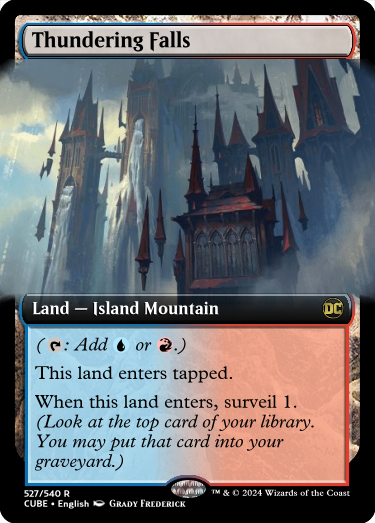 Thundering Falls
Land — Island Mountain
DC
( : Add or .)
This land enters tapped.
When this land enters, surveil 1.
(Look at the top card of your library.
You may put that card into your
graveyard.)
527/540 R
CUBE • English Grady Frederick
™ & © 2024 Wizards of the Coast